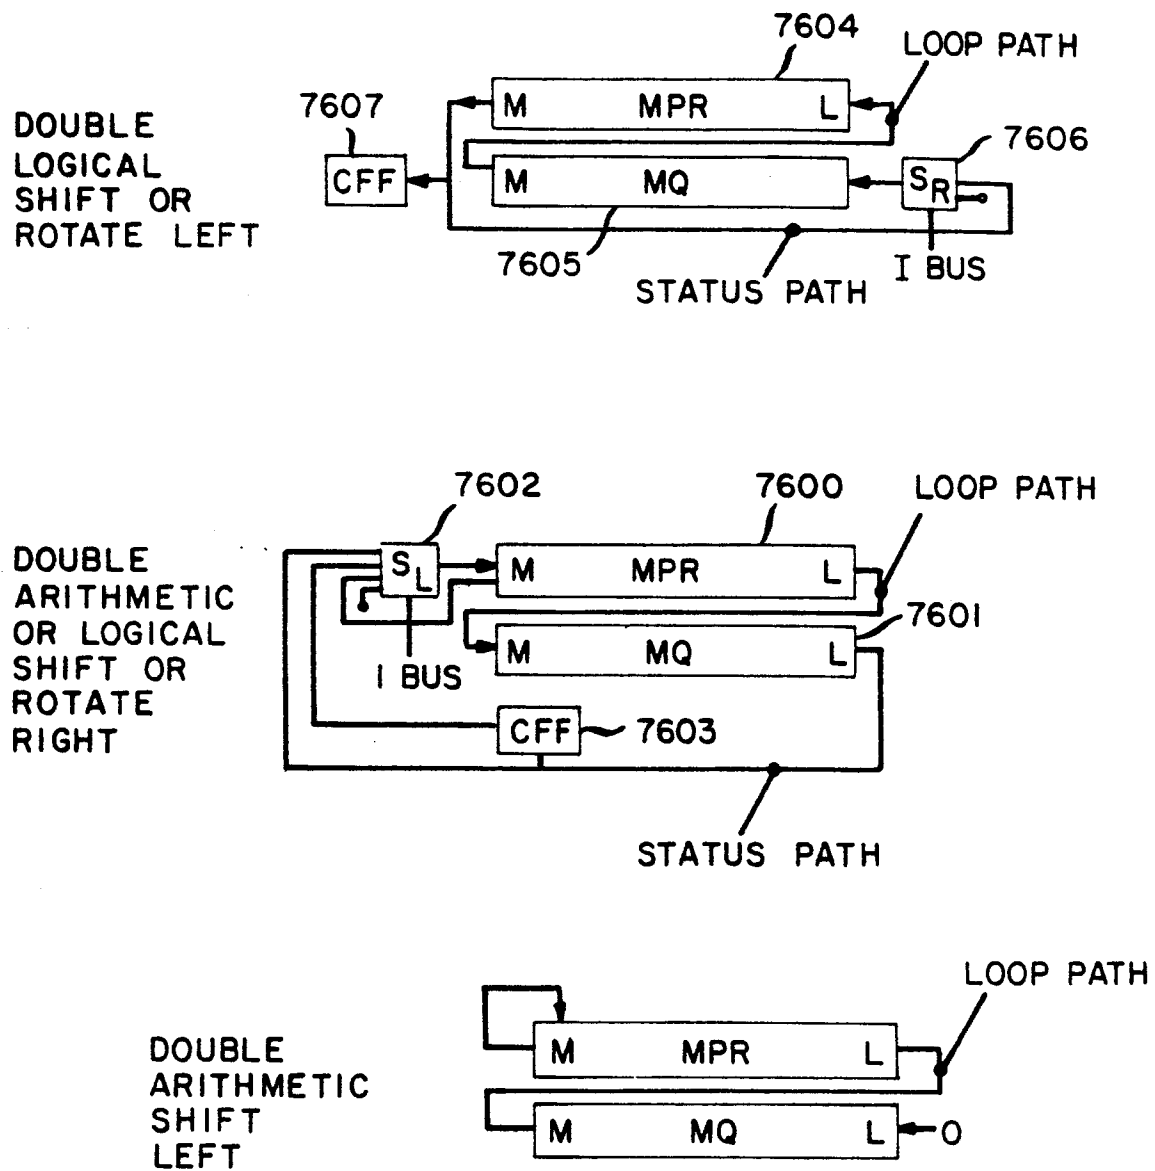 7604
LOOP PATH
7607
M MPR L
7606
DOUBLE
LOGICAL
SHIFT OR
ROTATE LEFT
CFF
M MQ
SR
7605
I BUS
STATUS PATH
7602
7600
LOOP PATH
DOUBLE
ARITHMETIC
OR LOGICAL
SHIFT OR
ROTATE
RIGHT
SL
M MPR L
7601
M MQ L
I BUS
CFF
7603
STATUS PATH
LOOP PATH
DOUBLE
ARITHMETIC
SHIFT
LEFT
M MPR L
M MQ L
0